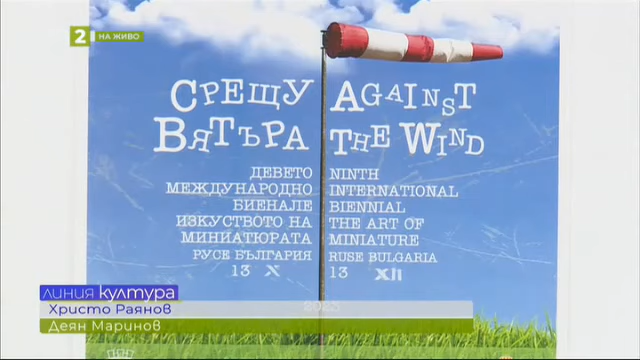 2 НА ЖИВО
СРЕЩУ ВЯТЪРА
AGAINST THE WIND
ДЕВЕТО
МЕЖДУНАРОДНО
БИЕНАЛЕ
ИЗКУСТВОТО НА
МИНИАТЮРАТА
РУСЕ БЪЛГАРИЯ
13 X
NINTH
INTERNATIONAL
BIENNIAL
THE ART OF
MINIATURE
RUSE BULGARIA
13 XII
ЛИНИЯ КУЛТУРА
Христо Раянов
Деян Маринов